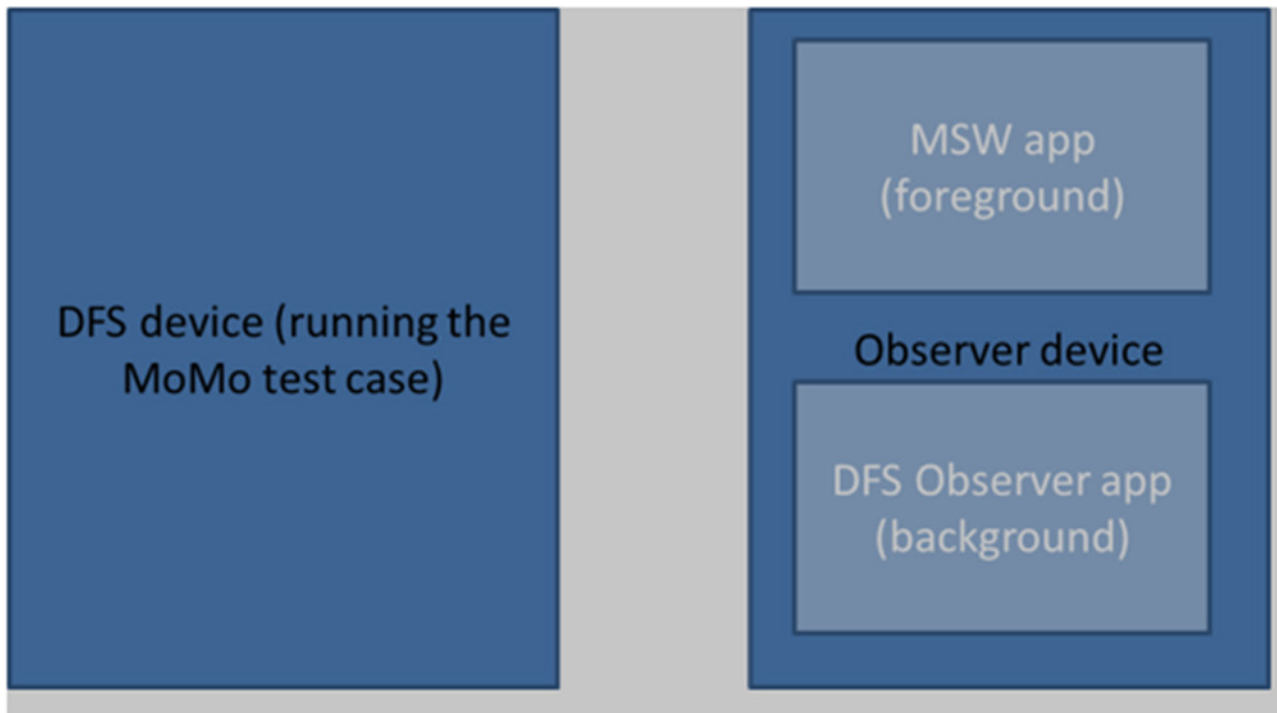 DFS device (running the
MoMo test case)
MSW app
(foreground)
Observer device
DFS Observer app
(background)